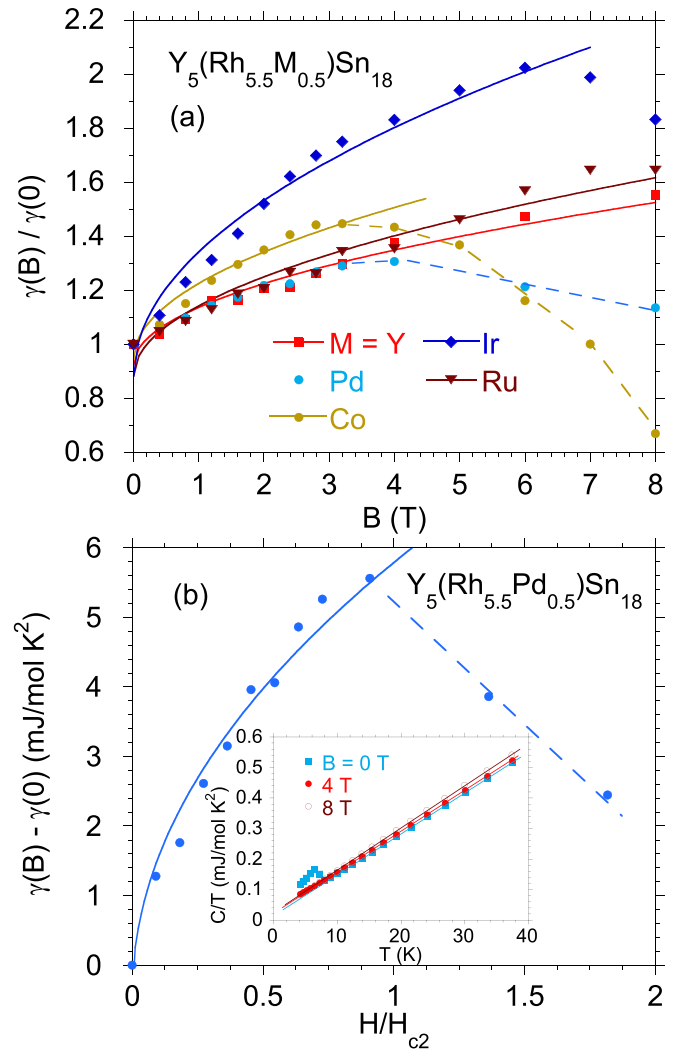 Y5(Rh5.5M0.5)Sn18
(a)
γ(B) / γ(0)
2.2
2
1.8
1.6
1.4
1.2
1
0.8
0.6
M = Y
Ir
Pd
Ru
Co
0 1 2 3 4 5 6 7 8
B (T)
(b)
Y5(Rh5.5Pd0.5)Sn18
γ(B) - γ(0) (mJ/mol K2)
6
5
4
3
2
1
0
C/T (mJ/mol K2)
0.6
0.5
0.4
0.3
0.2
0.1
0
B = 0 T
4 T
8 T
0 10 20 30 40
T (K)
0 0.5 1 1.5 2
H/Hc2